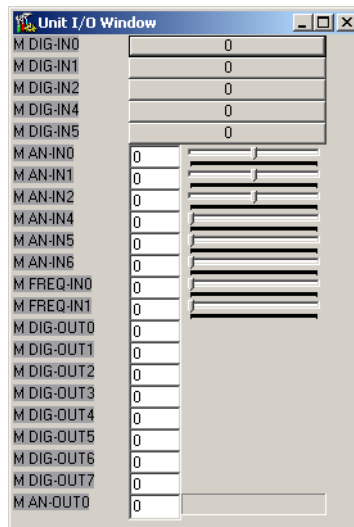 Unit I/O Window
M DIG-IN0 0
M DIG-IN1 0
M DIG-IN2 0
M DIG-IN4 0
M DIG-IN5 0
M AN-IN0 0
M AN-IN1 0
M AN-IN2 0
M AN-IN4 0
M AN-IN5 0
M AN-IN6 0
M FREQ-IN0 0
M FREQ-IN1 0
M DIG-OUT0 0
M DIG-OUT1 0
M DIG-OUT2 0
M DIG-OUT3 0
M DIG-OUT4 0
M DIG-OUT5 0
M DIG-OUT6 0
M DIG-OUT7 0
M AN-OUT0 0